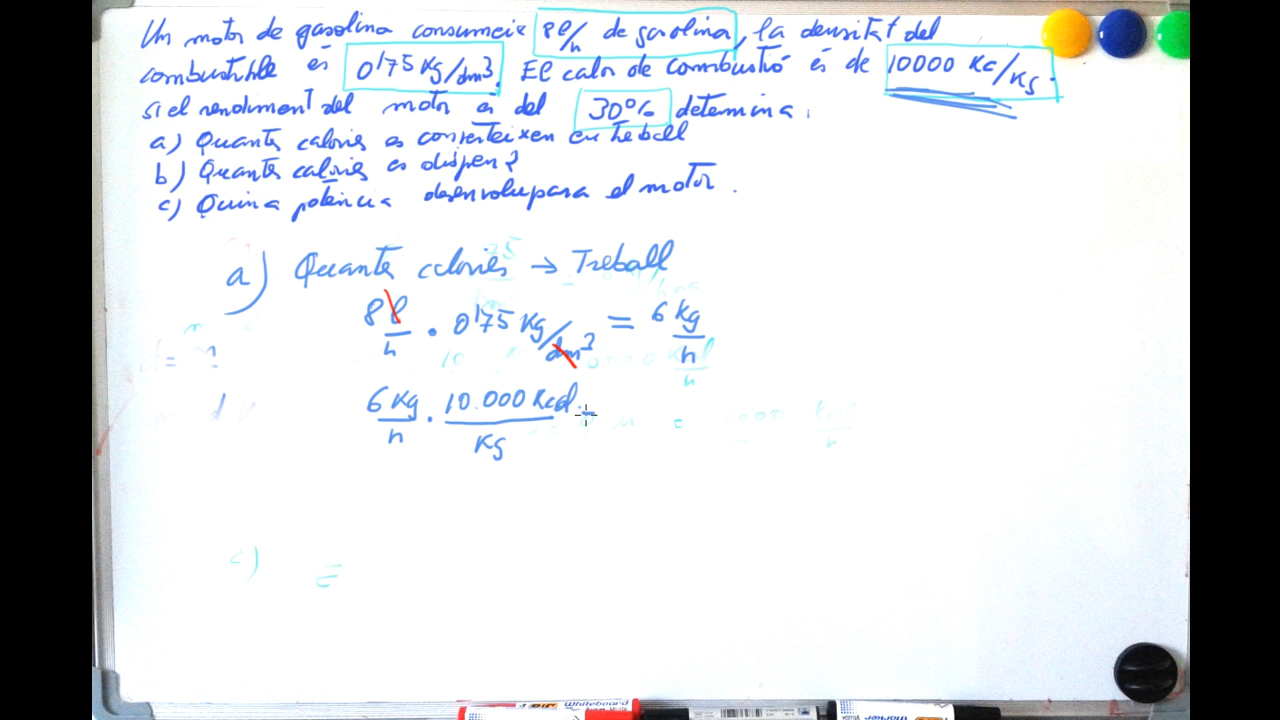 Un motor de gasolina consumeix 8l/h de gasolina, la densitat del
combustible és 0'75 Kg/dm³. El calor de combustió és de 10000 Kc/Kg.
si el rendiment del motor és del 30% determina:
a) Quantes calories es converteixen en treball
b) Quantes calories es dispen?
c) Quina potència desenvolupara el motor.
a) Quantes calories → Treball
8 l/h · 0'75 Kg/dm³ = 6 Kg/h
6 Kg/h · 10.000 Kcal/Kg =
c) E